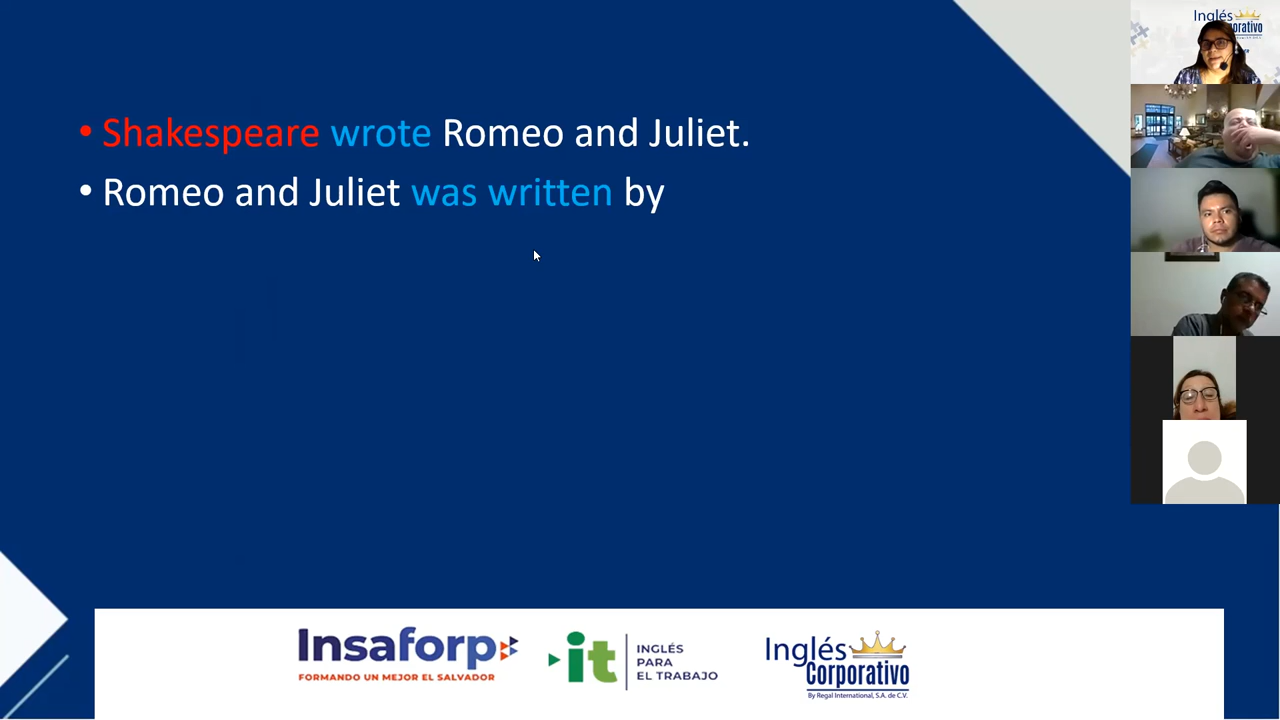 • Shakespeare wrote Romeo and Juliet.
• Romeo and Juliet was written by
Inglés
orativo
Insaforp
FORMANDO UN MEJOR EL SALVADOR
it
INGLÉS
PARA
EL TRABAJO
Inglés
Corporativo
By Regal International, S.A. de C.V.